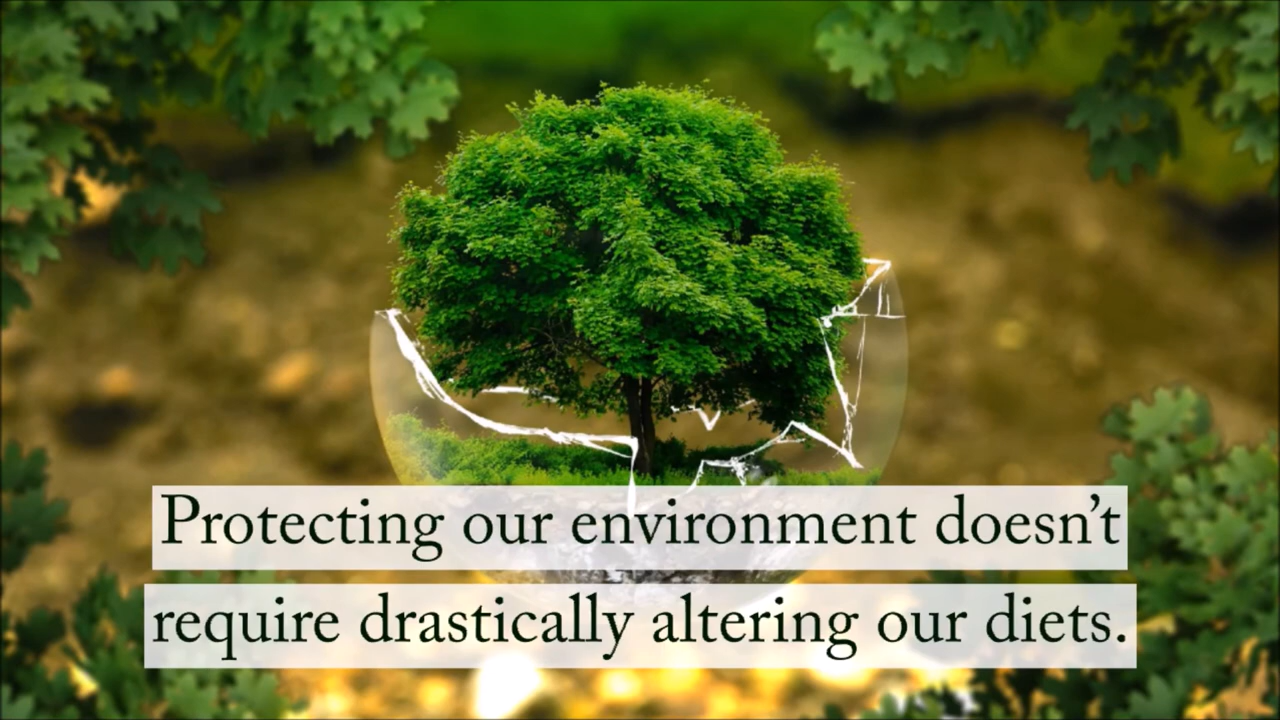 Protecting our environment doesn’t
require drastically altering our diets.